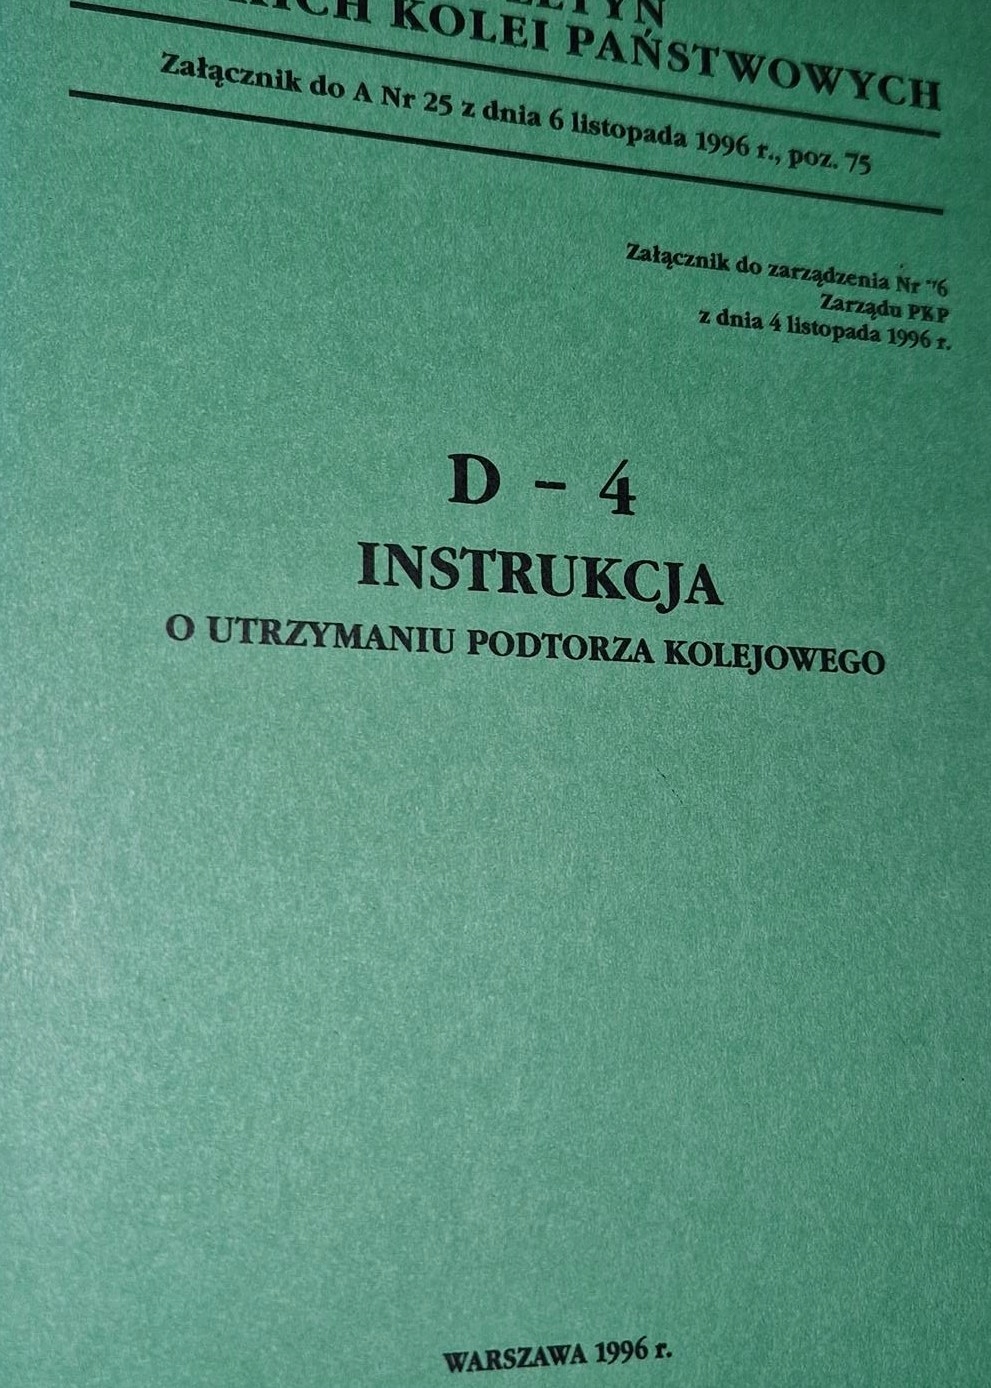 KOLEI PAŃSTWOWYCH
Załącznik do A Nr 25 z dnia 6 listopada 1996 r., poz. 75
Załącznik do zarządzenia Nr
Zarządu PKP
z dnia 4 listopada 1996 r.
D - 4
INSTRUKCJA
O UTRZYMANIU PODTORZA KOLEJOWEGO
WARSZAWA 1996 r.